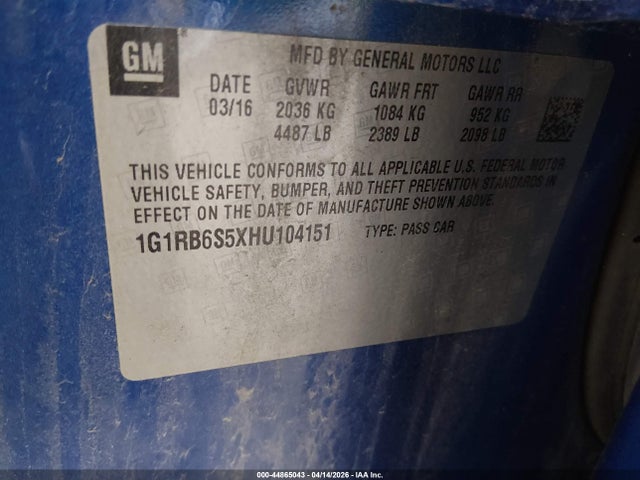 GM
MFD BY GENERAL MOTORS LLC
DATE GVWR GAWR FRT GAWR RR
03/16 2036 KG 1084 KG 952 KG
4487 LB 2389 LB 2098 LB
THIS VEHICLE CONFORMS TO ALL APPLICABLE U.S. FEDERAL MOTOR
VEHICLE SAFETY, BUMPER, AND THEFT PREVENTION STANDARDS IN
EFFECT ON THE DATE OF MANUFACTURE SHOWN ABOVE.
1G1RB6S5XHU104151 TYPE: PASS CAR
000-44865043 - 04/14/2026 - IAA Inc.